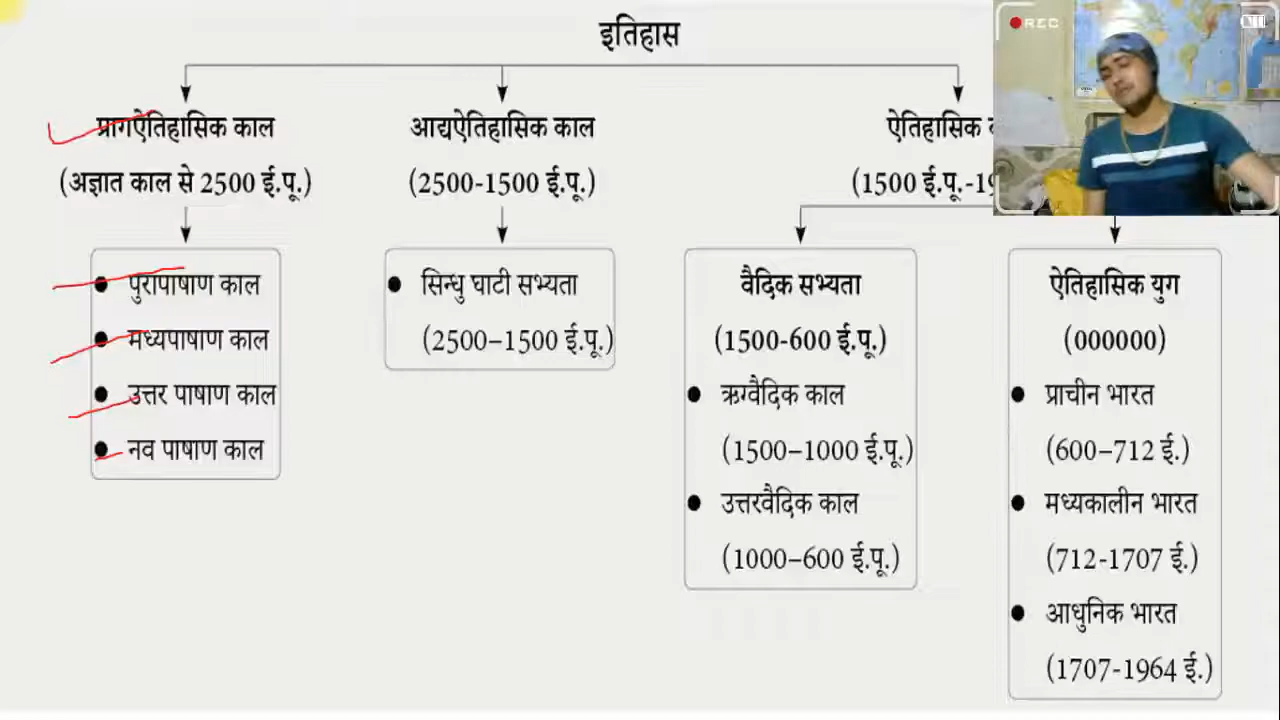 इतिहास
REC
प्रागऐतिहासिक काल
(अज्ञात काल से 2500 ई.पू.)
पुरापाषाण काल
मध्यपाषाण काल
उत्तर पाषाण काल
नव पाषाण काल
आद्यऐतिहासिक काल
(2500-1500 ई.पू.)
सिन्धु घाटी सभ्यता
(2500–1500 ई.पू.)
ऐतिहासिक
(1500 ई.पू.-19
वैदिक सभ्यता
(1500-600 ई.पू.)
ऋग्वैदिक काल
(1500–1000 ई.पू.)
उत्तरवैदिक काल
(1000–600 ई.पू.)
ऐतिहासिक युग
(000000)
प्राचीन भारत
(600–712 ई.)
मध्यकालीन भारत
(712-1707 ई.)
आधुनिक भारत
(1707-1964 ई.)